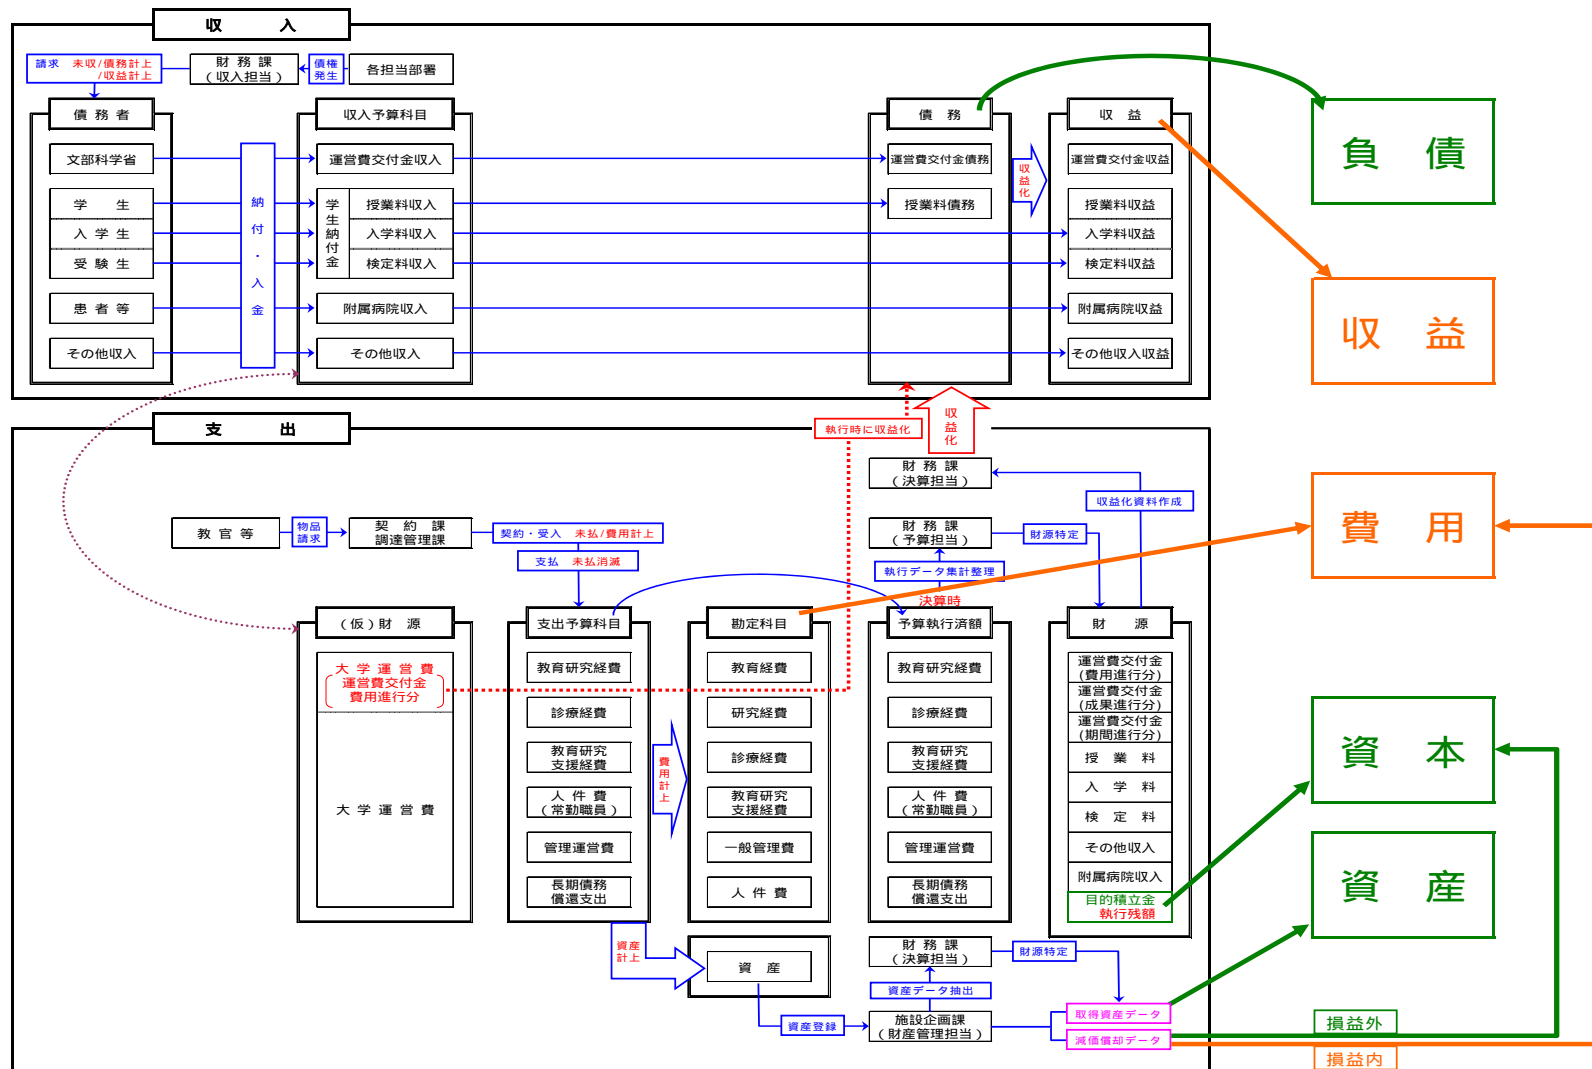 収　　入
請求　未収/債務計上
/収益計上
財務課
（収入担当）
債権
発生
各担当部署
債務者
収入予算科目
債　務
収　益
文部科学省
学　生
入学生
受験生
患者等
その他収入
納付・入金
運営費交付金収入
学生納付金
授業料収入
入学料収入
検定料収入
附属病院収入
その他収入
運営費交付金債務
授業料債務
収益化
運営費交付金収益
授業料収益
入学料収益
検定料収益
附属病院収益
その他収入収益
負　債
収　益
支　　出
執行時に収益化
収益化
財務課
（決算担当）
収益化資料作成
教官等
物品
請求
契約課
調達管理課
契約・受入　未払/費用計上
支払　未払消滅
財務課
（予算担当）
財源特定
執行データ集計整理
決算時
費　用
（仮）財源
支出予算科目
勘定科目
予算執行済額
財　源
大学運営費
運営費交付金
費用進行分
大学運営費
教育研究経費
診療経費
教育研究
支援経費
人件費
（常勤職員）
管理運営費
長期債務
償還支出
費用計上
教育経費
研究経費
診療経費
教育研究
支援経費
一般管理費
人件費
教育研究経費
診療経費
教育研究
支援経費
人件費
（常勤職員）
管理運営費
長期債務
償還支出
運営費交付金
(費用進行分)
運営費交付金
(成果進行分)
運営費交付金
(期間進行分)
授業料
入学料
検定料
その他収入
附属病院収入
目的積立金
執行残額
資　本
資　産
資産
計上
資　産
財務課
（決算担当）
財源特定
資産データ抽出
資産登録
施設企画課
（財産管理担当）
取得資産データ
減価償却データ
損益外
損益内